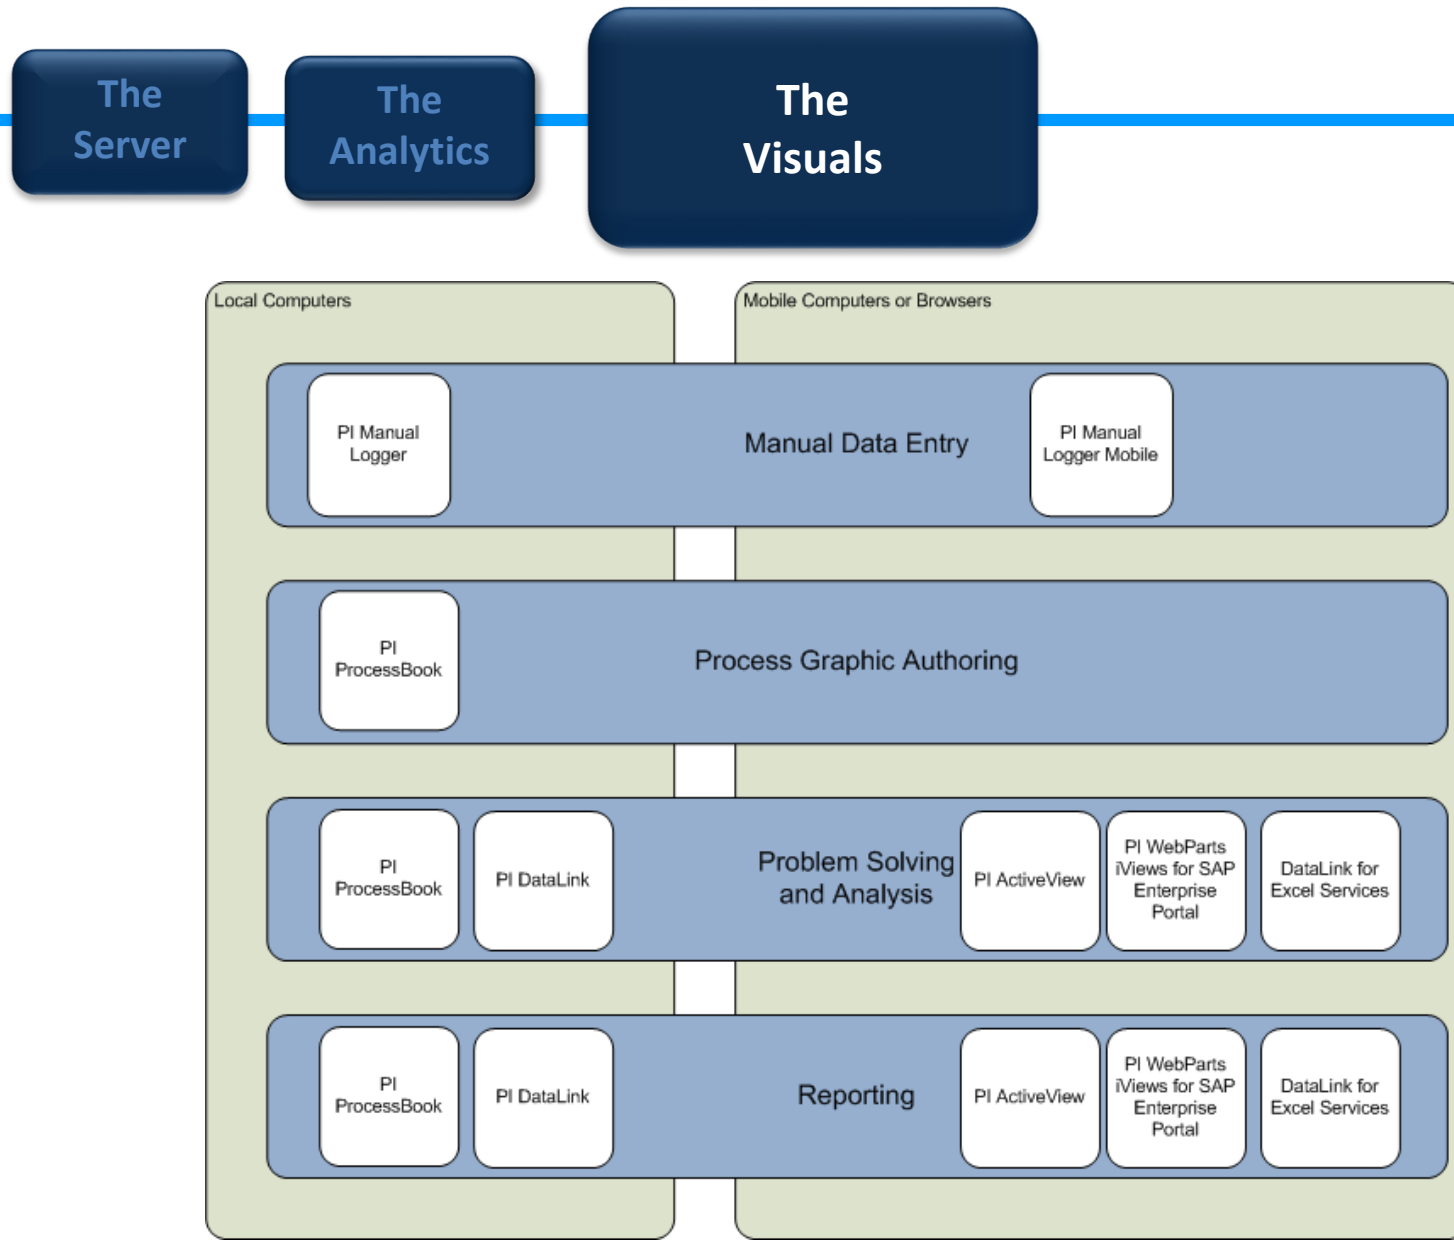 The
Server
The
Analytics
The
Visuals
Local Computers
Mobile Computers or Browsers
PI Manual
Logger
Manual Data Entry
PI Manual
Logger Mobile
PI
ProcessBook
Process Graphic Authoring
PI
ProcessBook
PI DataLink
Problem Solving
and Analysis
PI ActiveView
PI WebParts
iViews for SAP
Enterprise
Portal
DataLink for
Excel Services
PI
ProcessBook
PI DataLink
Reporting
PI ActiveView
PI WebParts
iViews for SAP
Enterprise
Portal
DataLink for
Excel Services